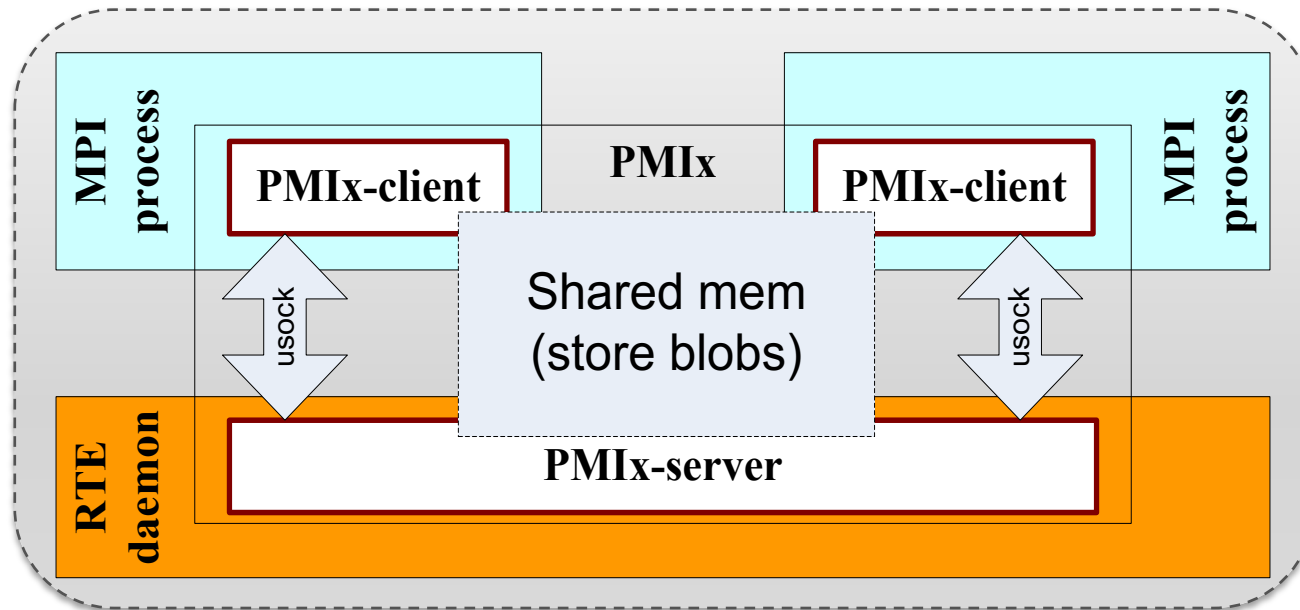 MPI
process
PMIx-client
PMIx
PMIx-client
MPI
process
usock
Shared mem
(store blobs)
usock
RTE
daemon
PMIx-server